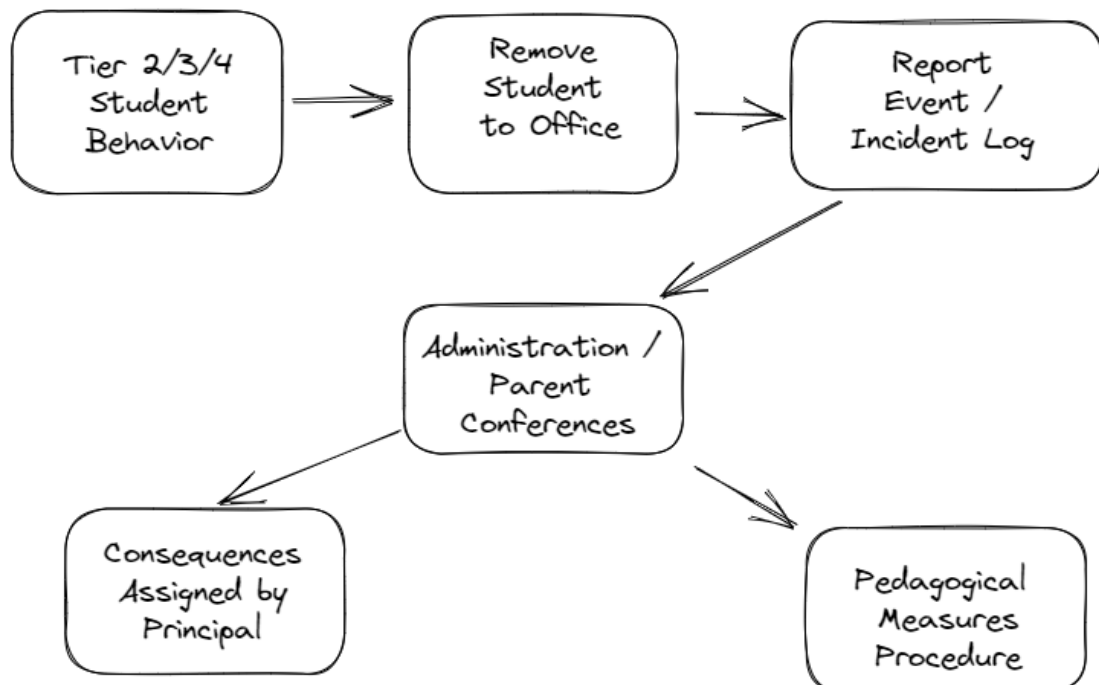 Tier 2/3/4
Student
Behavior
Remove
Student
to Office
Report
Event /
Incident Log
Administration /
Parent
Conferences
Consequences
Assigned by
Principal
Pedagogical
Measures
Procedure